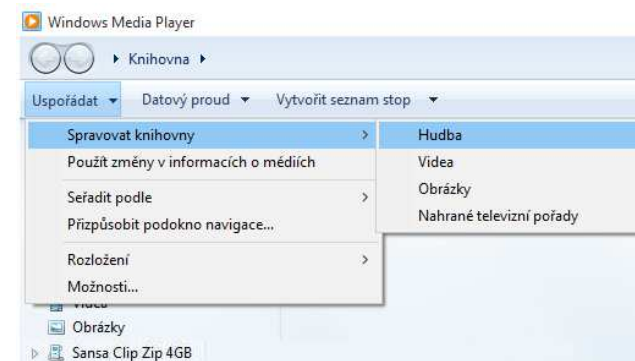 Windows Media Player
Knihovna
Uspořádat Datový proud Vytvořit seznam stop
Spravovat knihovny
Použít změny v informacích o médiích
Seřadit podle
Přizpůsobit podokno navigace...
Rozložení
Možnosti...
Hudba
Videa
Obrázky
Nahrané televizní pořady
Obrázky
Sansa Clip Zip 4GB